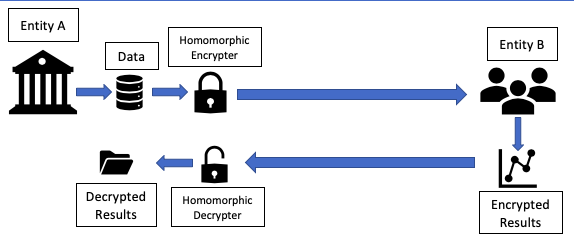 Entity A
Data
Homomorphic
Encrypter
Entity B
Decrypted
Results
Homomorphic
Decrypter
Encrypted
Results